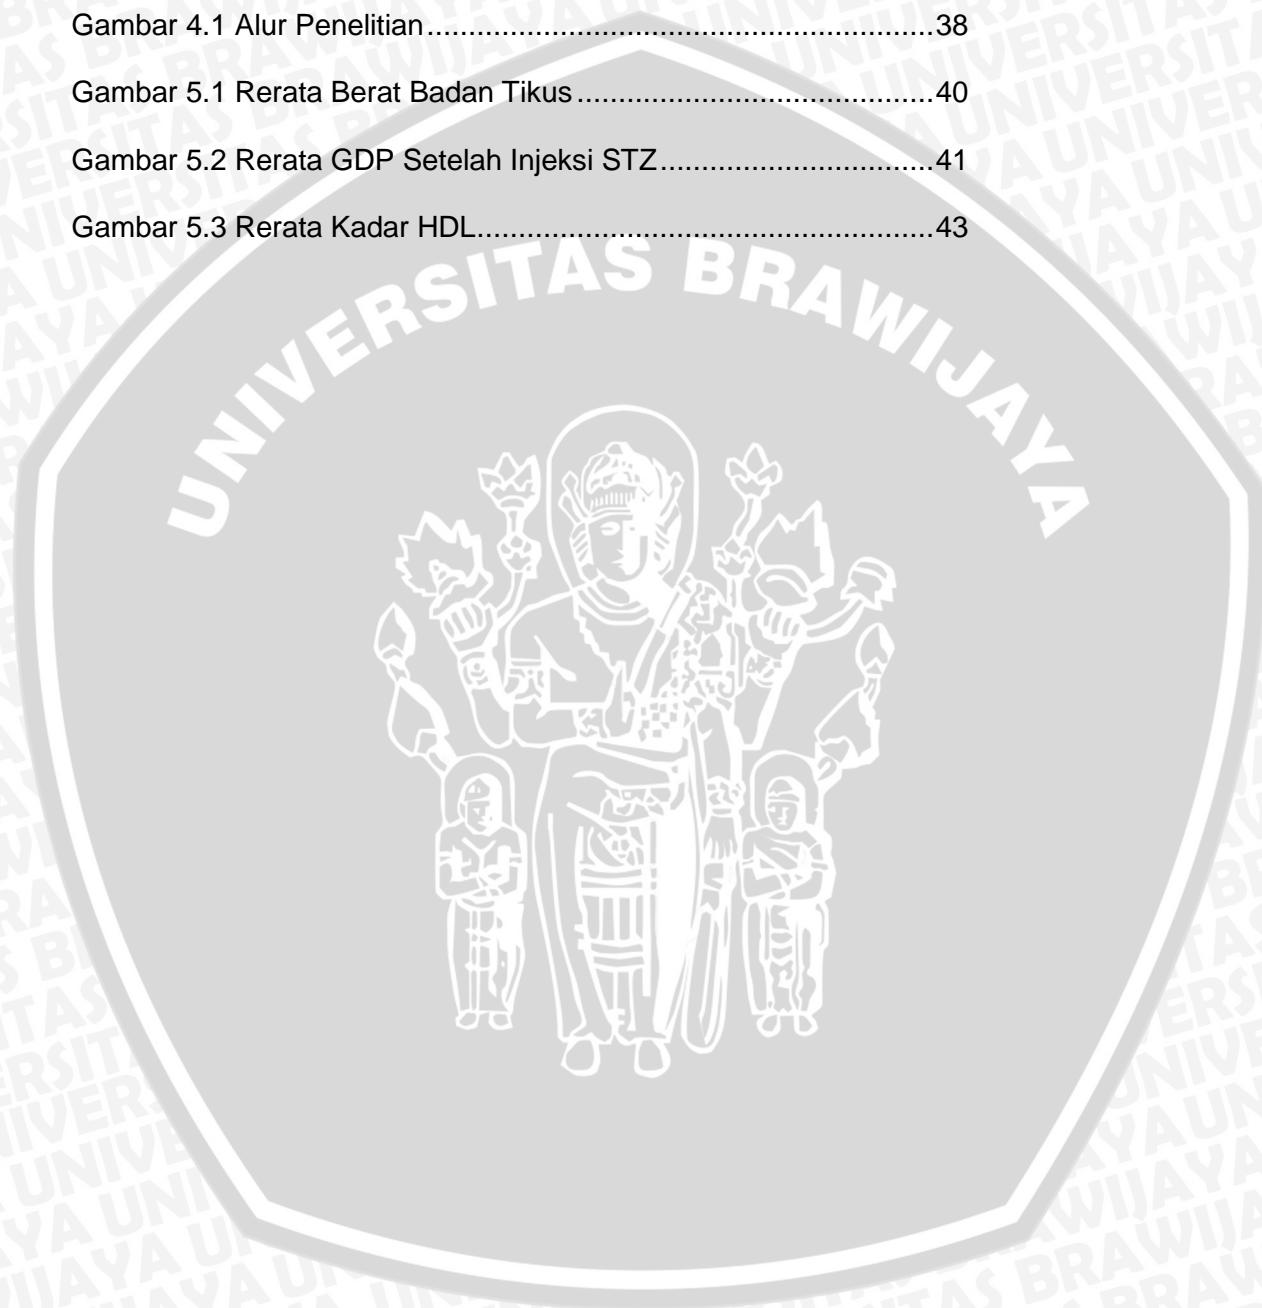 Gambar 4.1 Alur Penelitian.............................................................38
Gambar 5.1 Rerata Berat Badan Tikus...........................................40
Gambar 5.2 Rerata GDP Setelah Injeksi STZ.................................41
Gambar 5.3 Rerata Kadar HDL.......................................................43
UNIVERSITAS BRAWIJAYA